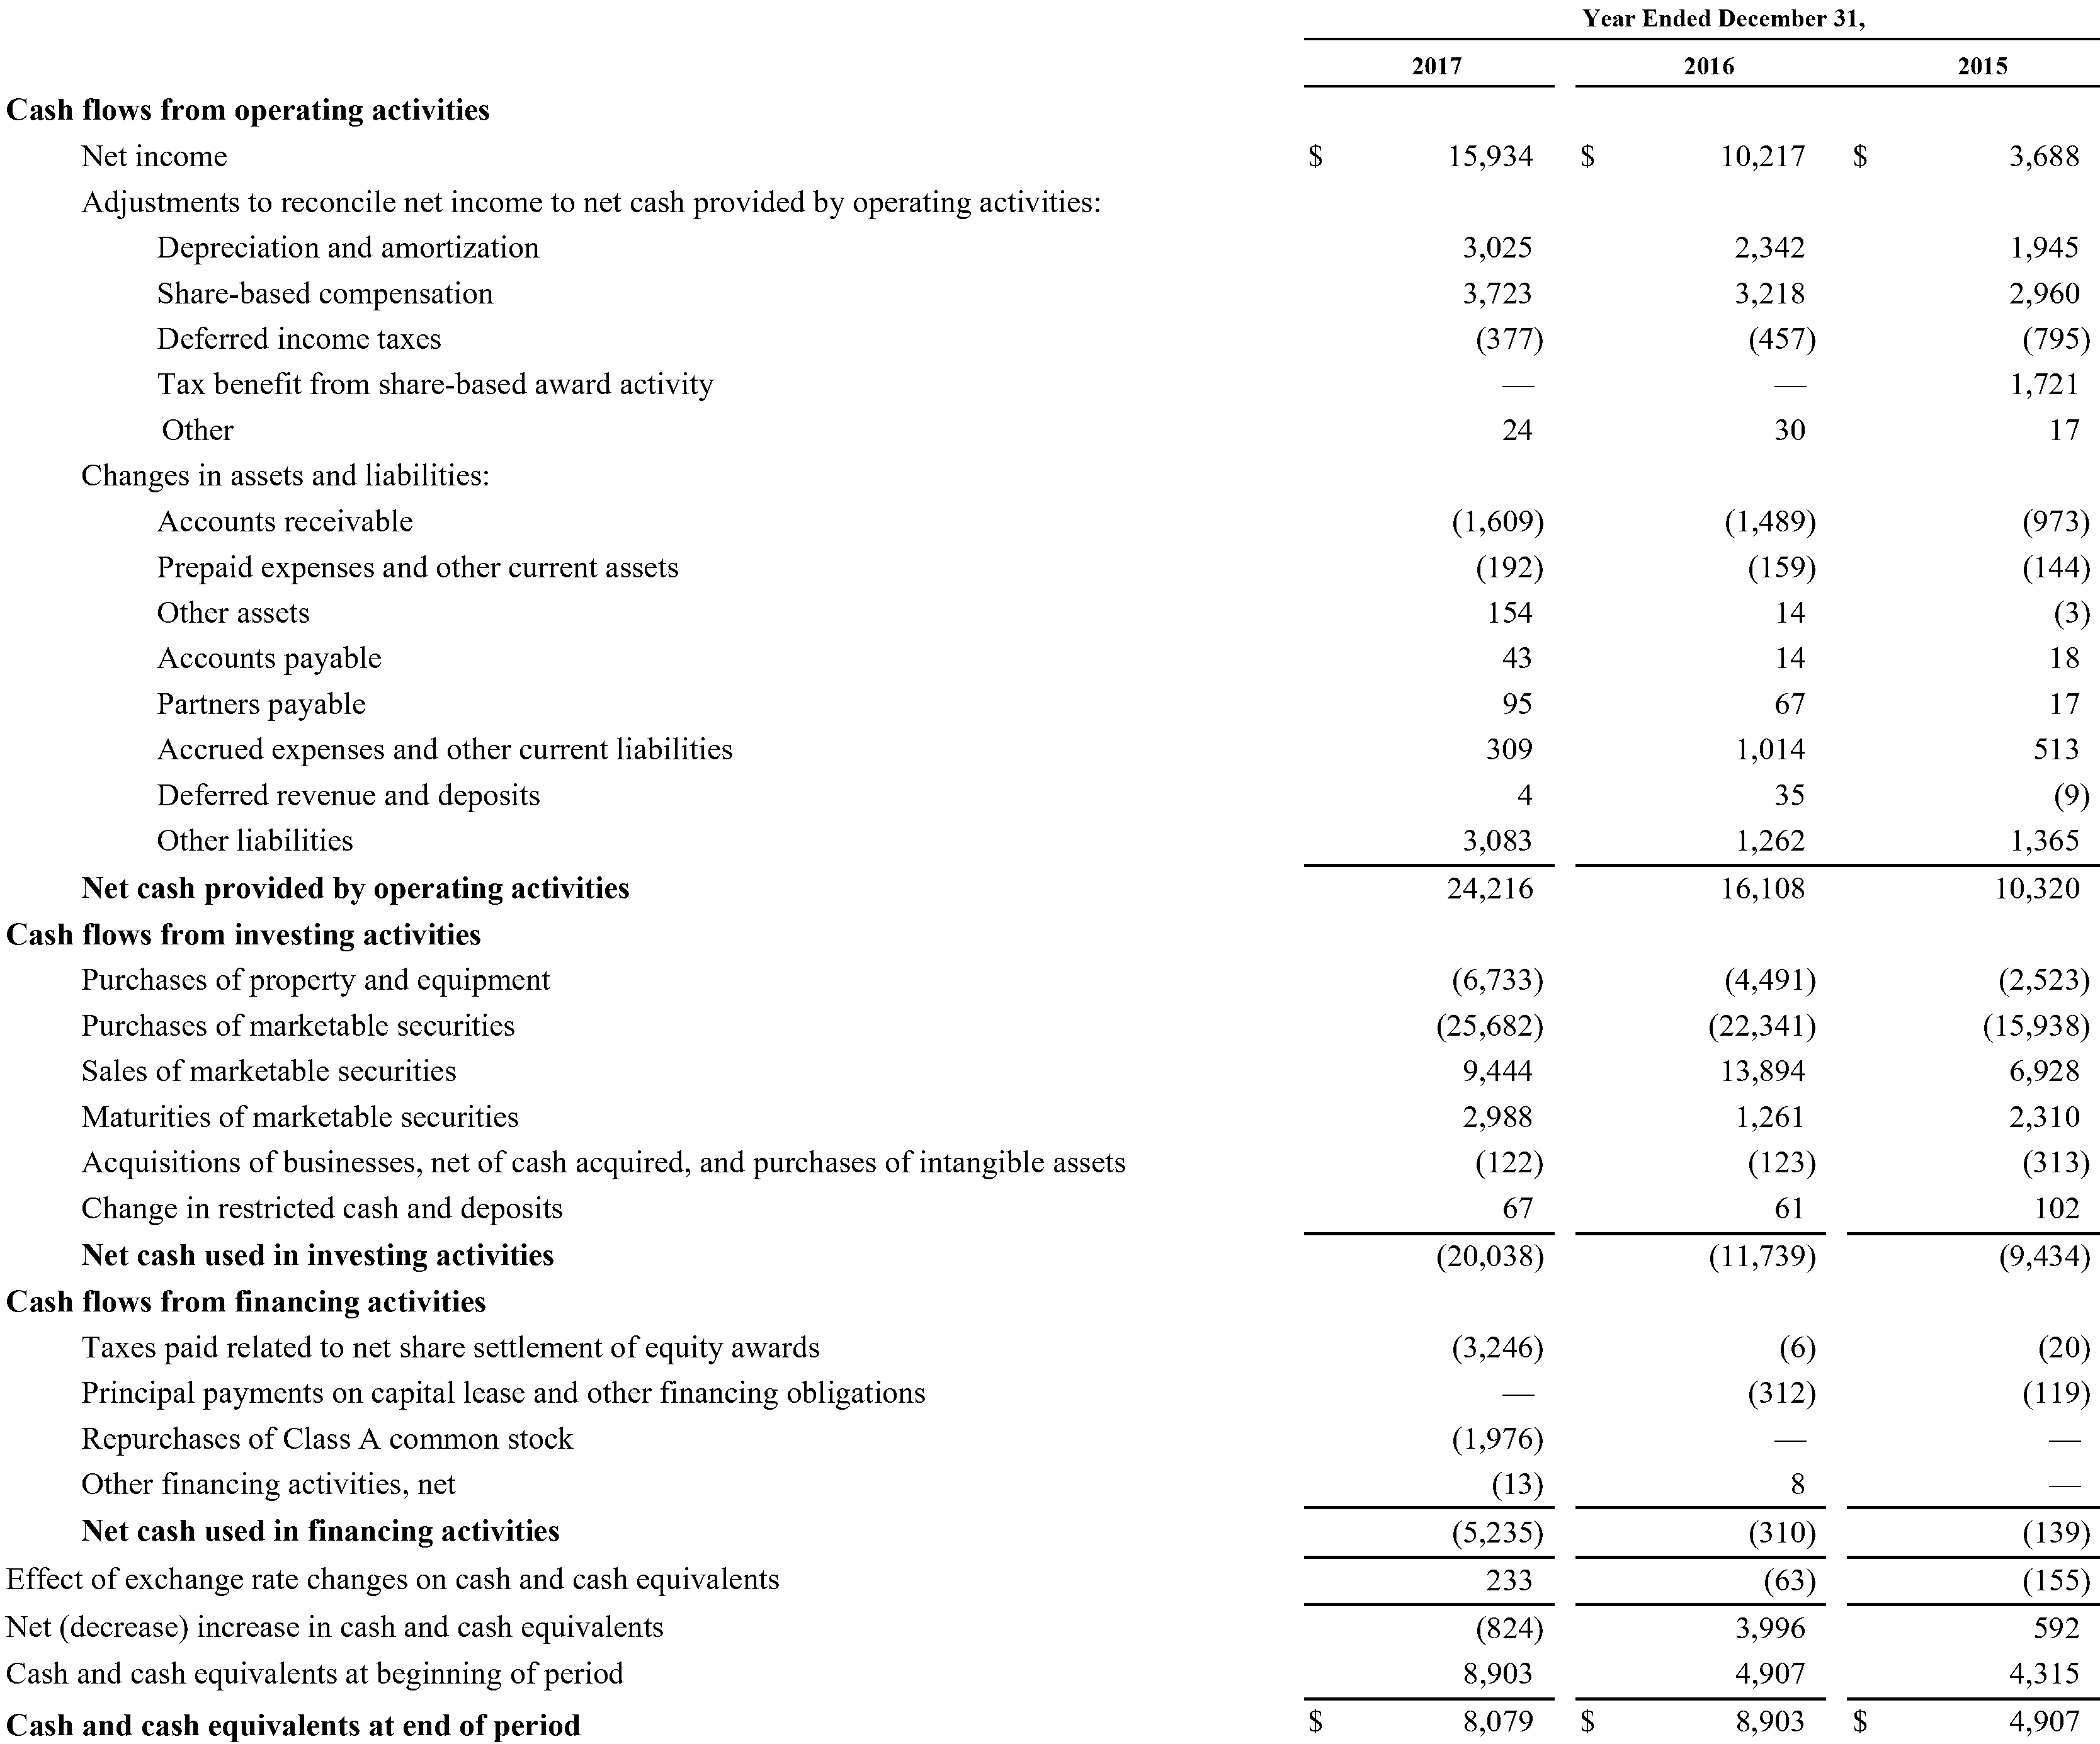 Year Ended December 31,
2017 2016 2015
Cash flows from operating activities
Net income $ 15,934 $ 10,217 $ 3,688
Adjustments to reconcile net income to net cash provided by operating activities:
Depreciation and amortization 3,025 2,342 1,945
Share-based compensation 3,723 3,218 2,960
Deferred income taxes (377) (457) (795)
Tax benefit from share-based award activity — — 1,721
Other 24 30 17
Changes in assets and liabilities:
Accounts receivable (1,609) (1,489) (973)
Prepaid expenses and other current assets (192) (159) (144)
Other assets 154 14 (3)
Accounts payable 43 14 18
Partners payable 95 67 17
Accrued expenses and other current liabilities 309 1,014 513
Deferred revenue and deposits 4 35 (9)
Other liabilities 3,083 1,262 1,365
Net cash provided by operating activities 24,216 16,108 10,320
Cash flows from investing activities
Purchases of property and equipment (6,733) (4,491) (2,523)
Purchases of marketable securities (25,682) (22,341) (15,938)
Sales of marketable securities 9,444 13,894 6,928
Maturities of marketable securities 2,988 1,261 2,310
Acquisitions of businesses, net of cash acquired, and purchases of intangible assets (122) (123) (313)
Change in restricted cash and deposits 67 61 102
Net cash used in investing activities (20,038) (11,739) (9,434)
Cash flows from financing activities
Taxes paid related to net share settlement of equity awards (3,246) (6) (20)
Principal payments on capital lease and other financing obligations — (312) (119)
Repurchases of Class A common stock (1,976) — —
Other financing activities, net (13) 8 —
Net cash used in financing activities (5,235) (310) (139)
Effect of exchange rate changes on cash and cash equivalents 233 (63) (155)
Net (decrease) increase in cash and cash equivalents (824) 3,996 592
Cash and cash equivalents at beginning of period 8,903 4,907 4,315
Cash and cash equivalents at end of period $ 8,079 $ 8,903 $ 4,907